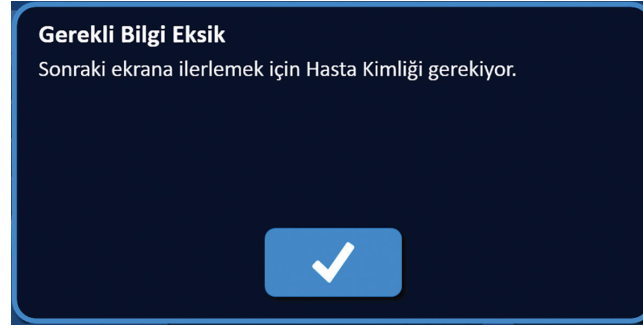 Gerekli Bilgi Eksik
Sonraki ekrana ilerlemek için Hasta Kimliği gerekiyor.